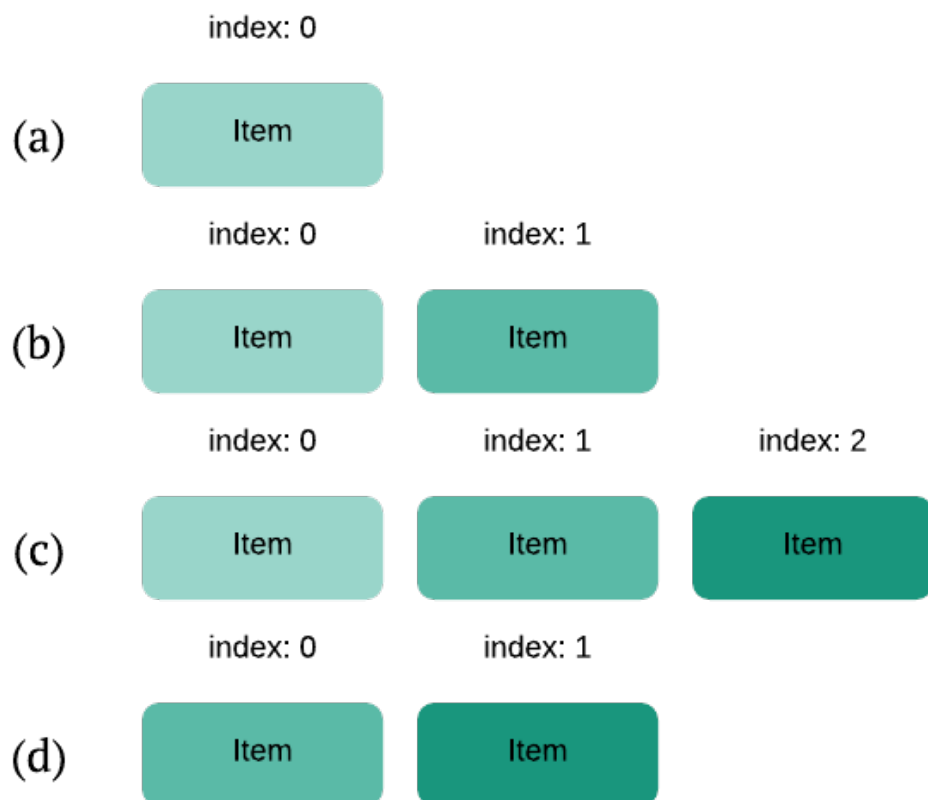 index: 0
(a) Item
index: 0 index: 1
(b) Item Item
index: 0 index: 1 index: 2
(c) Item Item Item
index: 0 index: 1
(d) Item Item